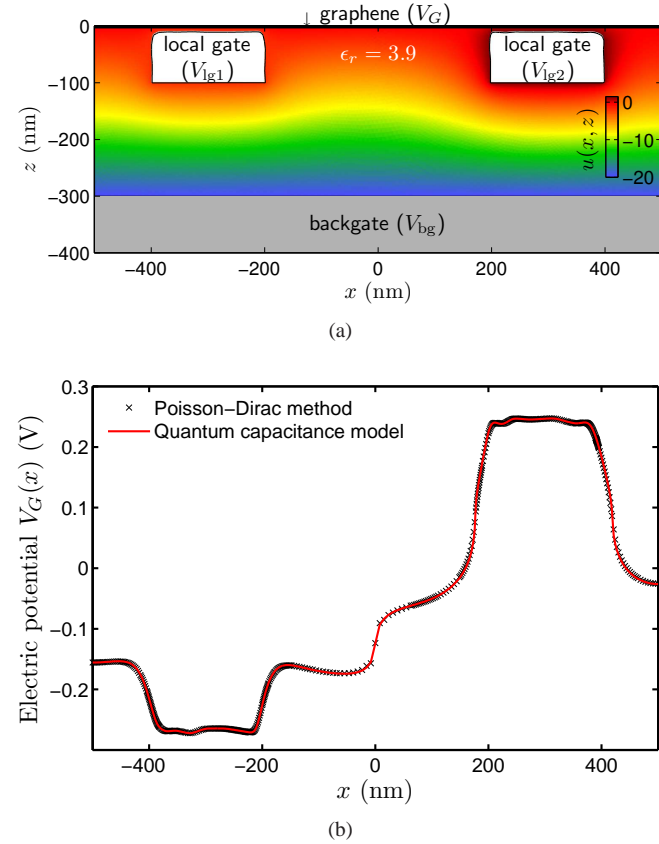 ↓ graphene (V_G)
0
−100
−200
−300
−400
z (nm)
local gate
(V_lg1)
ϵ_r = 3.9
local gate
(V_lg2)
0
−10
−20
u(x, z)
backgate (V_bg)
−400 −200 0 200 400
x (nm)
(a)
0.3
0.2
0.1
0
−0.1
−0.2
Electric potential V_G(x) (V)
Poisson−Dirac method
Quantum capacitance model
−400 −200 0 200 400
x (nm)
(b)